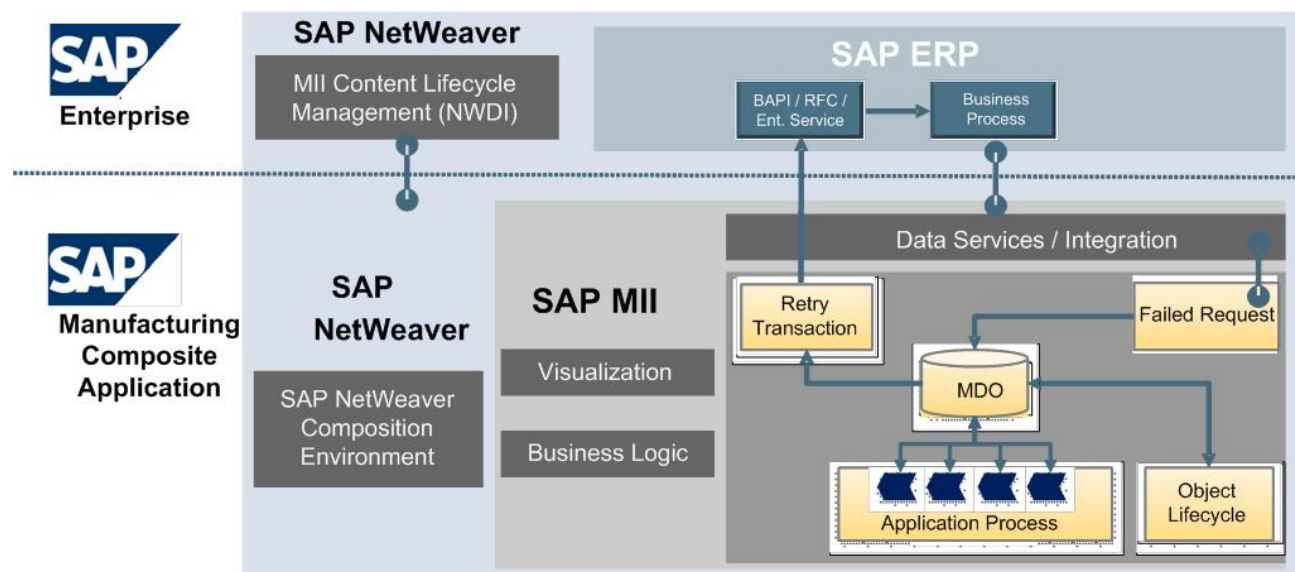 SAP
Enterprise
SAP NetWeaver
MII Content Lifecycle
Management (NWDI)
SAP ERP
BAPI / RFC /
Ent. Service
Business
Process
SAP
Manufacturing
Composite
Application
SAP
NetWeaver
SAP NetWeaver
Composition
Environment
SAP MII
Visualization
Business Logic
Data Services / Integration
Retry
Transaction
Failed Request
MDO
Application Process
Object
Lifecycle